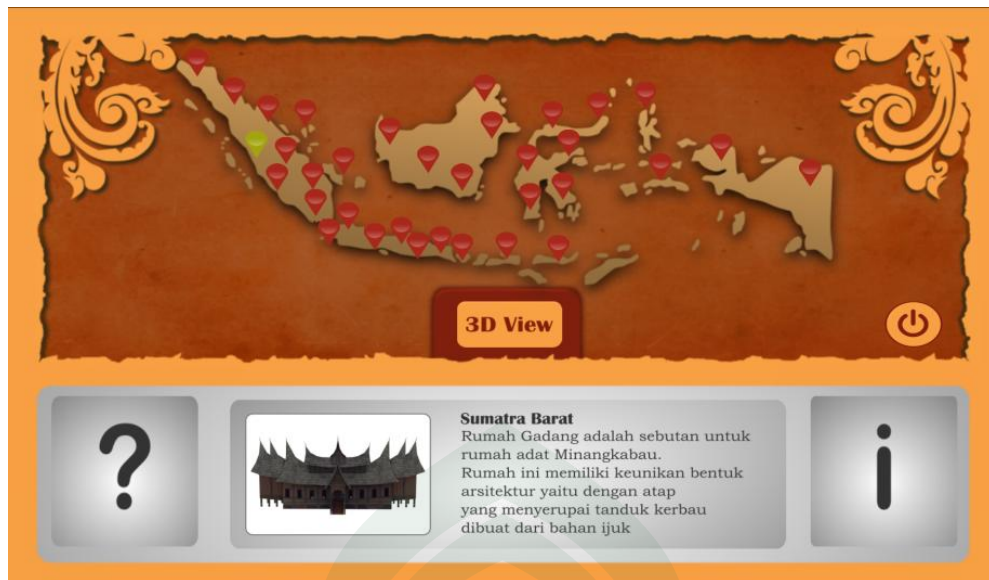 3D View
?
Sumatra Barat
Rumah Gadang adalah sebutan untuk
rumah adat Minangkabau.
Rumah ini memiliki keunikan bentuk
arsitektur yaitu dengan atap
yang menyerupai tanduk kerbau
dibuat dari bahan ijuk
i